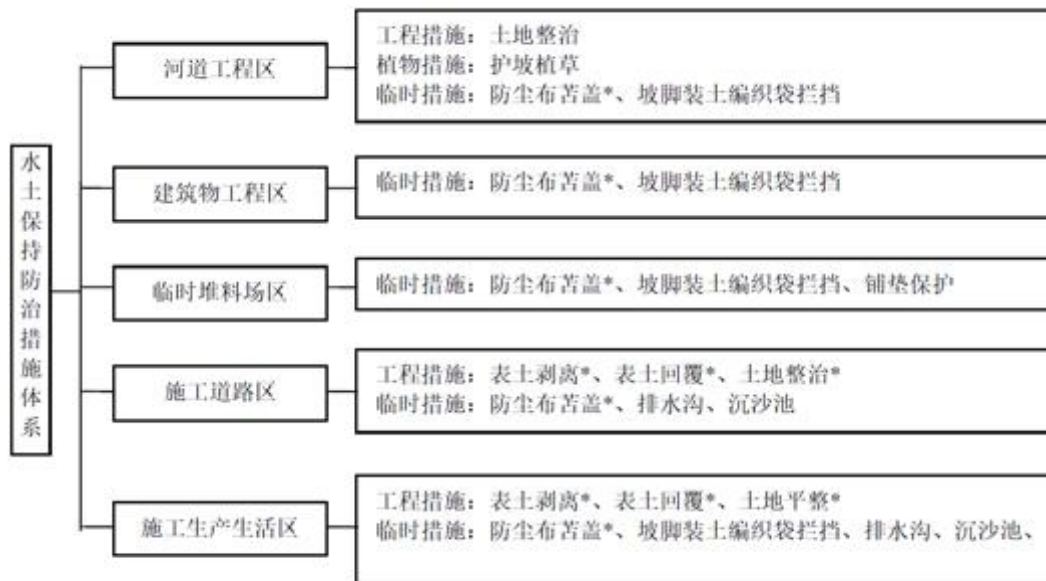 水土保持防治措施体系
河道工程区
工程措施：土地整治
植物措施：护坡植草
临时措施：防尘布苫盖*、坡脚装土编织袋拦挡
建筑物工程区
临时措施：防尘布苫盖*、坡脚装土编织袋拦挡
临时堆料场区
临时措施：防尘布苫盖*、坡脚装土编织袋拦挡、铺垫保护
施工道路区
工程措施：表土剥离*、表土回覆*、土地整治*
临时措施：防尘布苫盖*、排水沟、沉沙池
施工生产生活区
工程措施：表土剥离*、表土回覆*、土地平整*
临时措施：防尘布苫盖*、坡脚装土编织袋拦挡、排水沟、沉沙池、